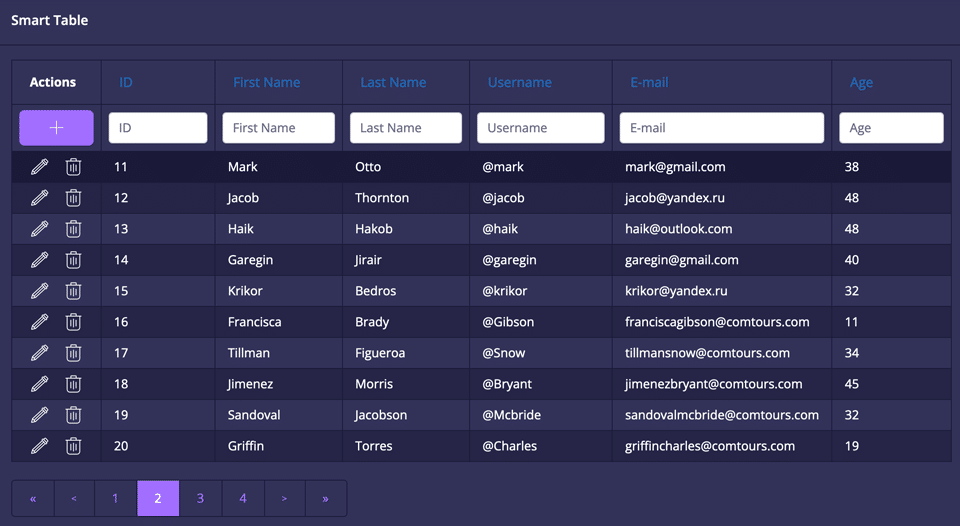 Smart Table
Actions ID First Name Last Name Username E-mail Age
+ ID First Name Last Name Username E-mail Age
11 Mark Otto @mark mark@gmail.com 38
12 Jacob Thornton @jacob jacob@yandex.ru 48
13 Haik Hakob @haik haik@outlook.com 48
14 Garegin Jirair @garegin garegin@gmail.com 40
15 Krikor Bedros @krikor krikor@yandex.ru 32
16 Francisca Brady @Gibson franciscagibson@comtours.com 11
17 Tillman Figueroa @Snow tillmansnow@comtours.com 34
18 Jimenez Morris @Bryant jimenezbryant@comtours.com 45
19 Sandoval Jacobson @Mcbride sandovalmcbride@comtours.com 32
20 Griffin Torres @Charles griffincharles@comtours.com 19
« < 1 2 3 4 > »